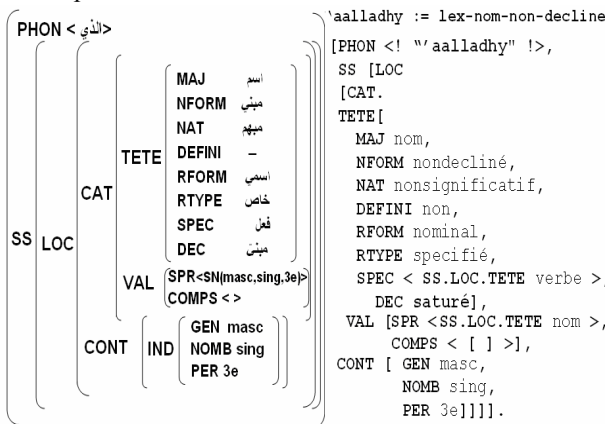 PHON < الذي>
MAJ اسم
NFORM مبني
NAT مبهم
TETE DEFINI –
RFORM اسمي
CAT RTYPE خاص
SPEC فعل
SS LOC DEC مبنى
VAL SPR<SN(masc,sing,3e)>
COMPS < >
GEN masc
CONT IND NOMB sing
PER 3e
'aalladhy := lex-nom-non-decline
[PHON <! "'aalladhy" !>,
SS [LOC
[CAT.
TETE[
MAJ nom,
NFORM nondecliné,
NAT nonsignificatif,
DEFINI non,
RFORM nominal,
RTYPE specifié,
SPEC < SS.LOC.TETE verbe >,
DEC saturé],
VAL [SPR <SS.LOC.TETE nom >,
COMPS < [ ] >],
CONT [ GEN masc,
NOMB sing,
PER 3e]]]].